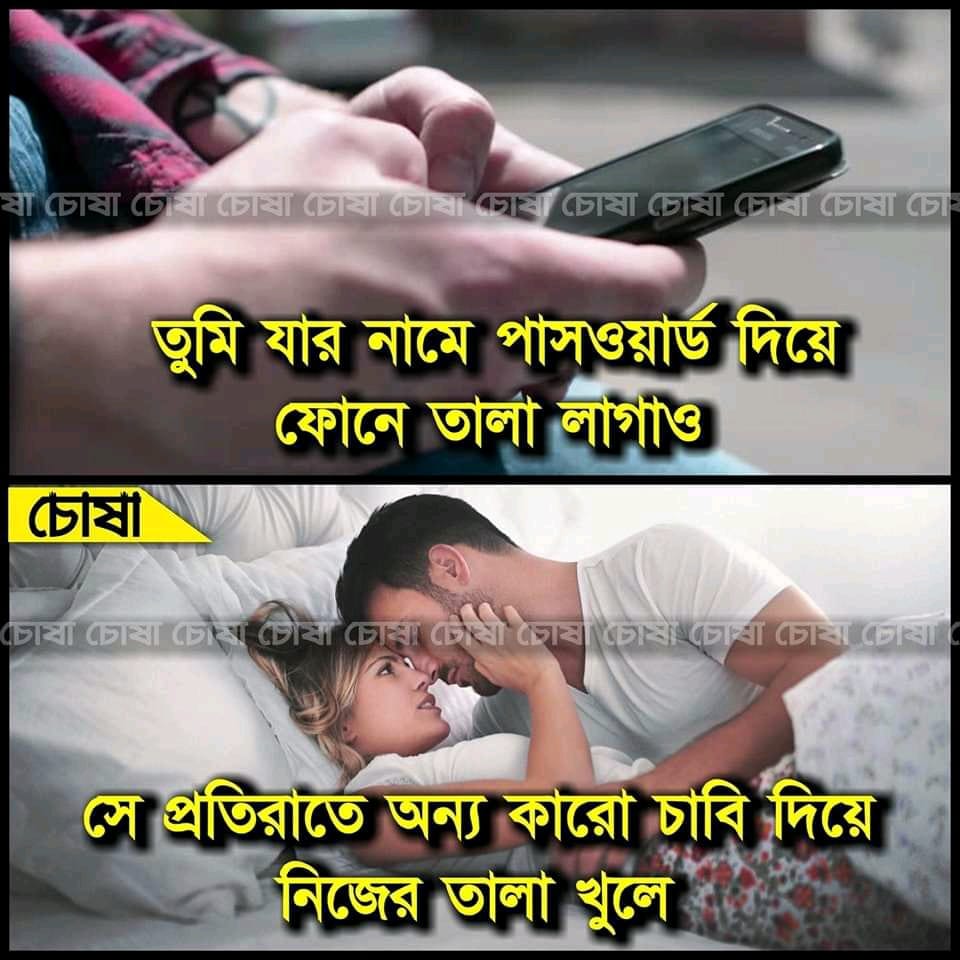 যা চোষা চোষা চোষা চোষা চোষা চোষা চোষা চোষা চোষা চোষা
তুমি যার নামে পাসওয়ার্ড দিয়ে
ফোনে তালা লাগাও
চোষা
চোষা চোষা চোষা চোষা চোষা চোষা চোষা চোষা চোষা চোষা চোষা
সে প্রতিরাতে অন্য কারো চাবি দিয়ে
নিজের তালা খুলে